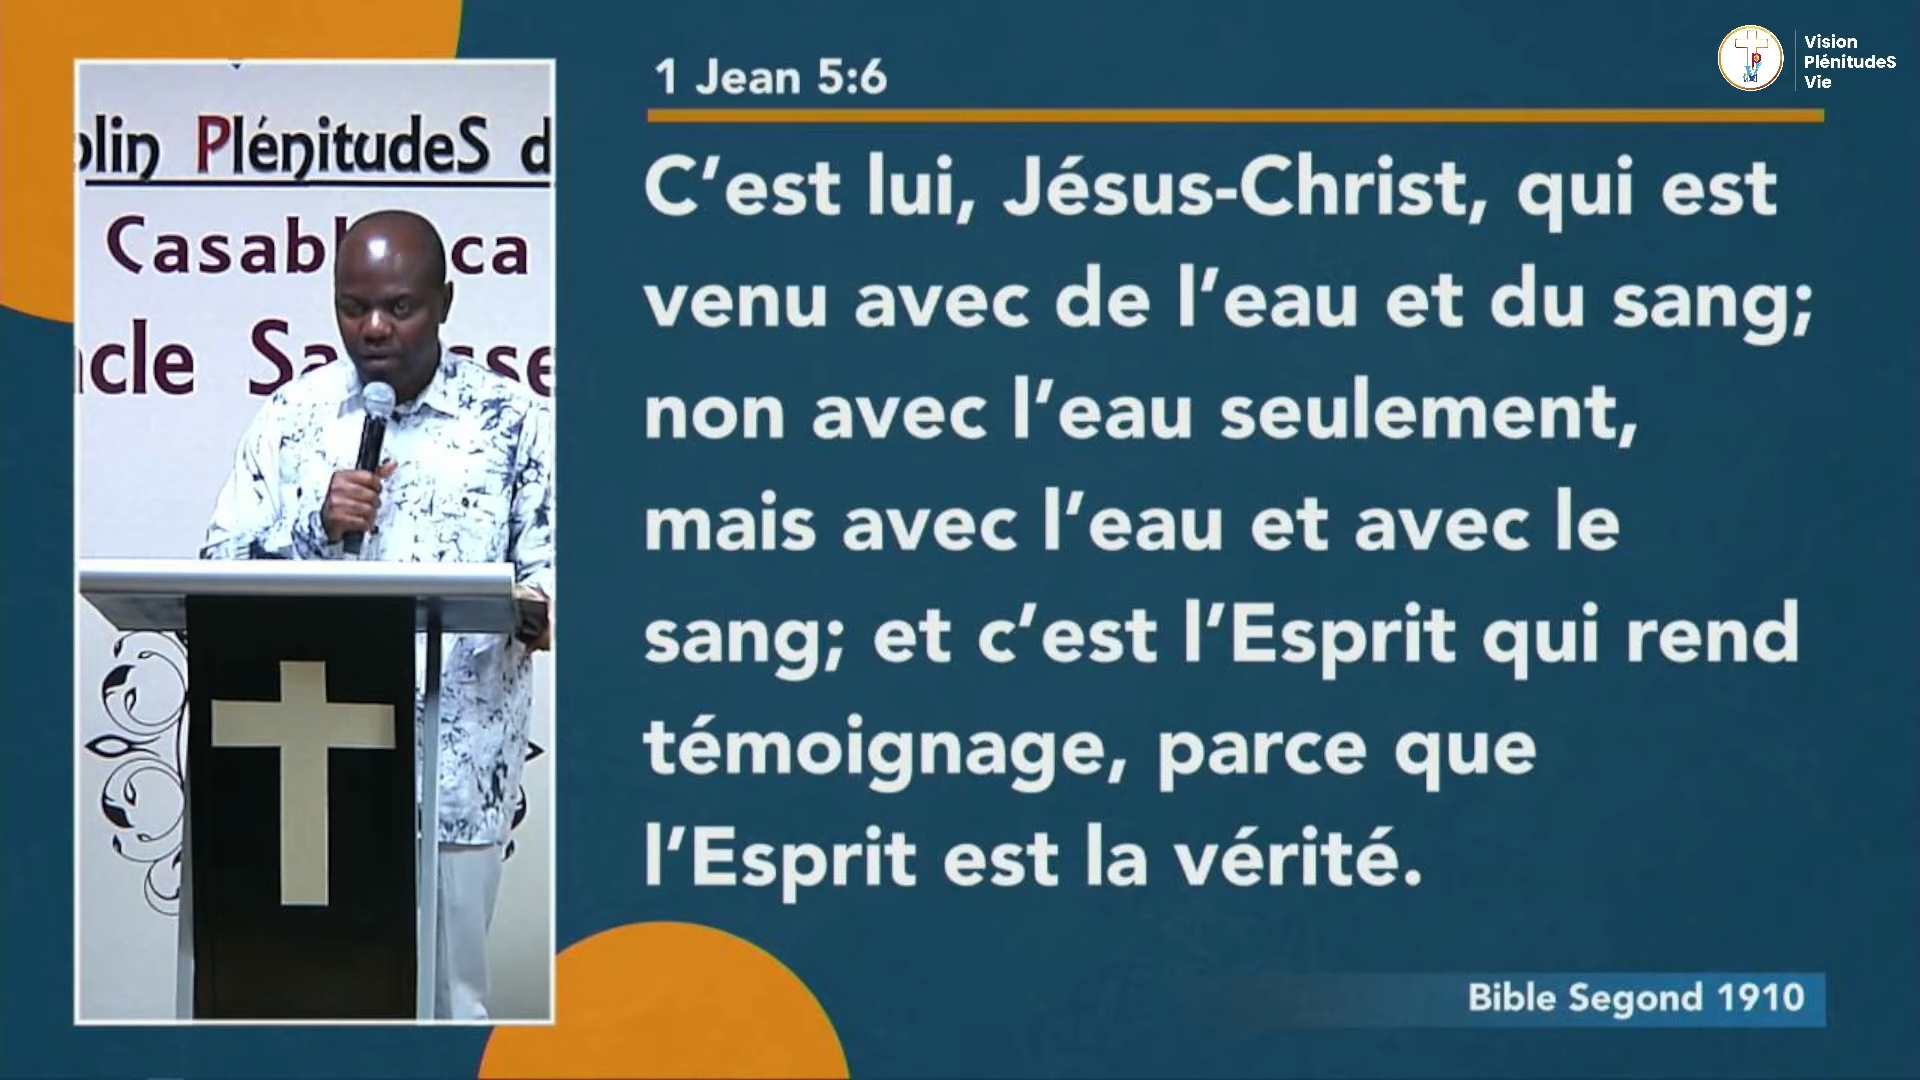 1 Jean 5:6
C’est lui, Jésus-Christ, qui est
venu avec de l’eau et du sang;
non avec l’eau seulement,
mais avec l’eau et avec le
sang; et c’est l’Esprit qui rend
témoignage, parce que
l’Esprit est la vérité.
Bible Segond 1910
Vision
PlénitudeS
Vie
PlénitudeS d